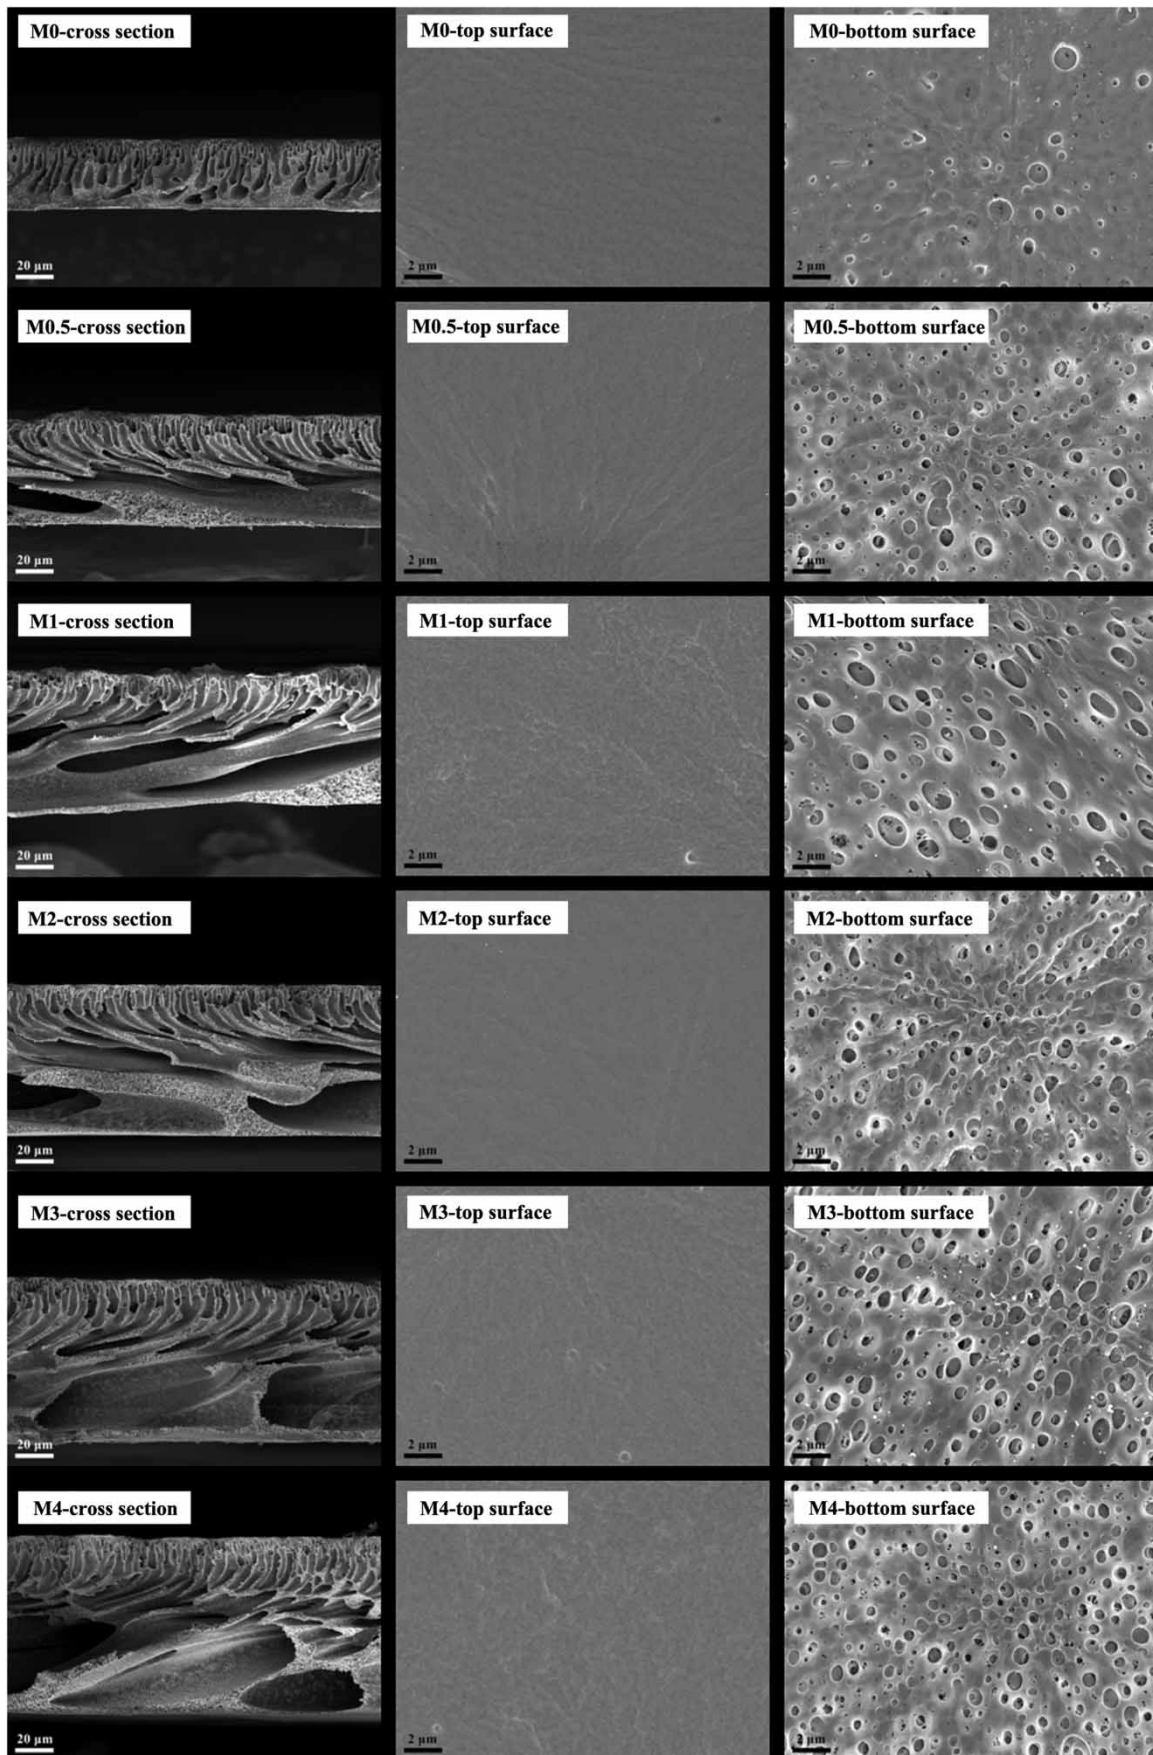 M0-cross section
M0-top surface
M0-bottom surface
20 μm
2 μm
2 μm
M0.5-cross section
M0.5-top surface
M0.5-bottom surface
20 μm
2 μm
2 μm
M1-cross section
M1-top surface
M1-bottom surface
20 μm
2 μm
2 μm
M2-cross section
M2-top surface
M2-bottom surface
20 μm
2 μm
2 μm
M3-cross section
M3-top surface
M3-bottom surface
20 μm
2 μm
2 μm
M4-cross section
M4-top surface
M4-bottom surface
20 μm
2 μm
2 μm